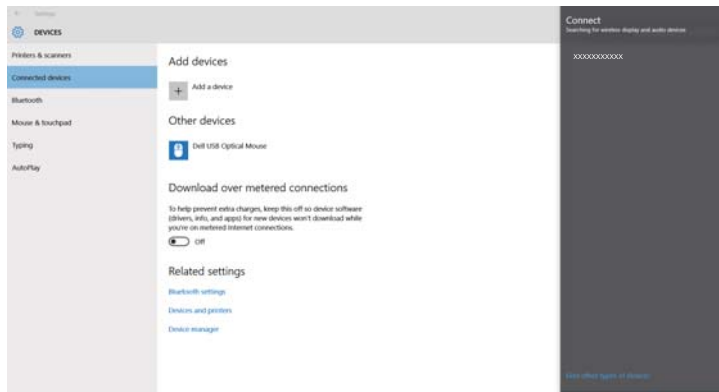 Settings
DEVICES
Printers & scanners
Connected devices
Bluetooth
Mouse & touchpad
Typing
AutoPlay
Add devices
Add a device
Other devices
Dell USB Optical Mouse
Download over metered connections
To help prevent extra charges, keep this off so device software
(drivers, info, and apps) for new devices won't download while
you're on metered Internet connections.
Off
Related settings
Bluetooth settings
Devices and printers
Device manager
Connect
Searching for wireless display and audio devices
xxxxxxxxxxx
Find other types of devices